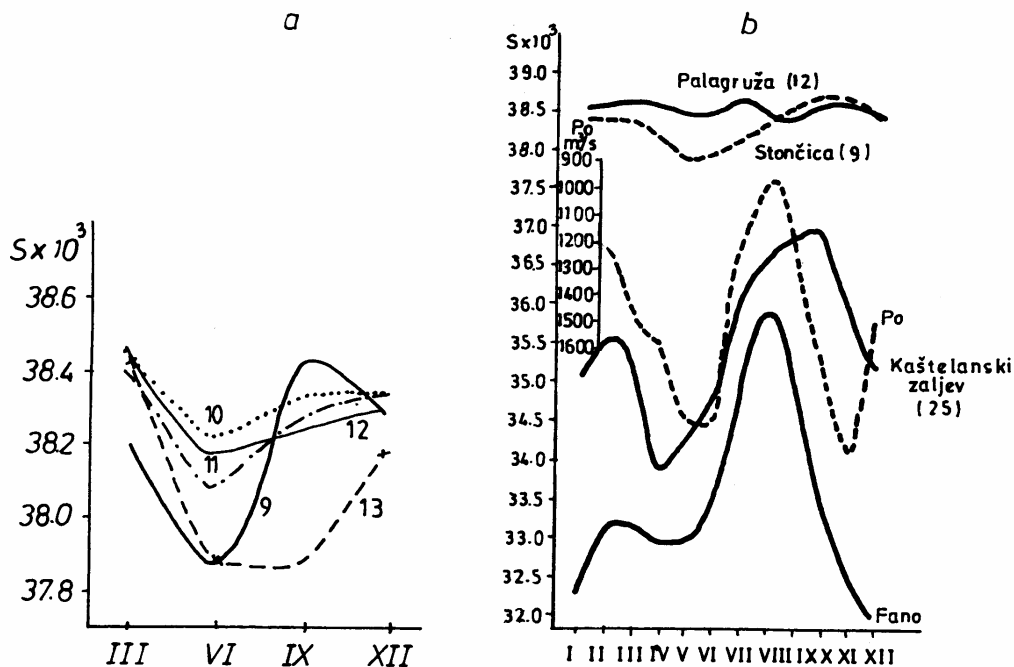 a
S x 10³
38.6
38.4
38.2
38.0
37.8
10
11
12
9
13
III VI IX XII
b
S x 10³
39.0
38.5
38.0
37.5
37.0
36.5
36.0
35.5
35.0
34.5
34.0
33.5
33.0
32.5
32.0
Palagruža (12)
Stončica (9)
Po
m³/s
900
1000
1100
1200
1300
1400
1500
1600
Po
Kaštelanski
zaljev
(25)
Fano
I II III IV V VI VII VIII IX X XI XII